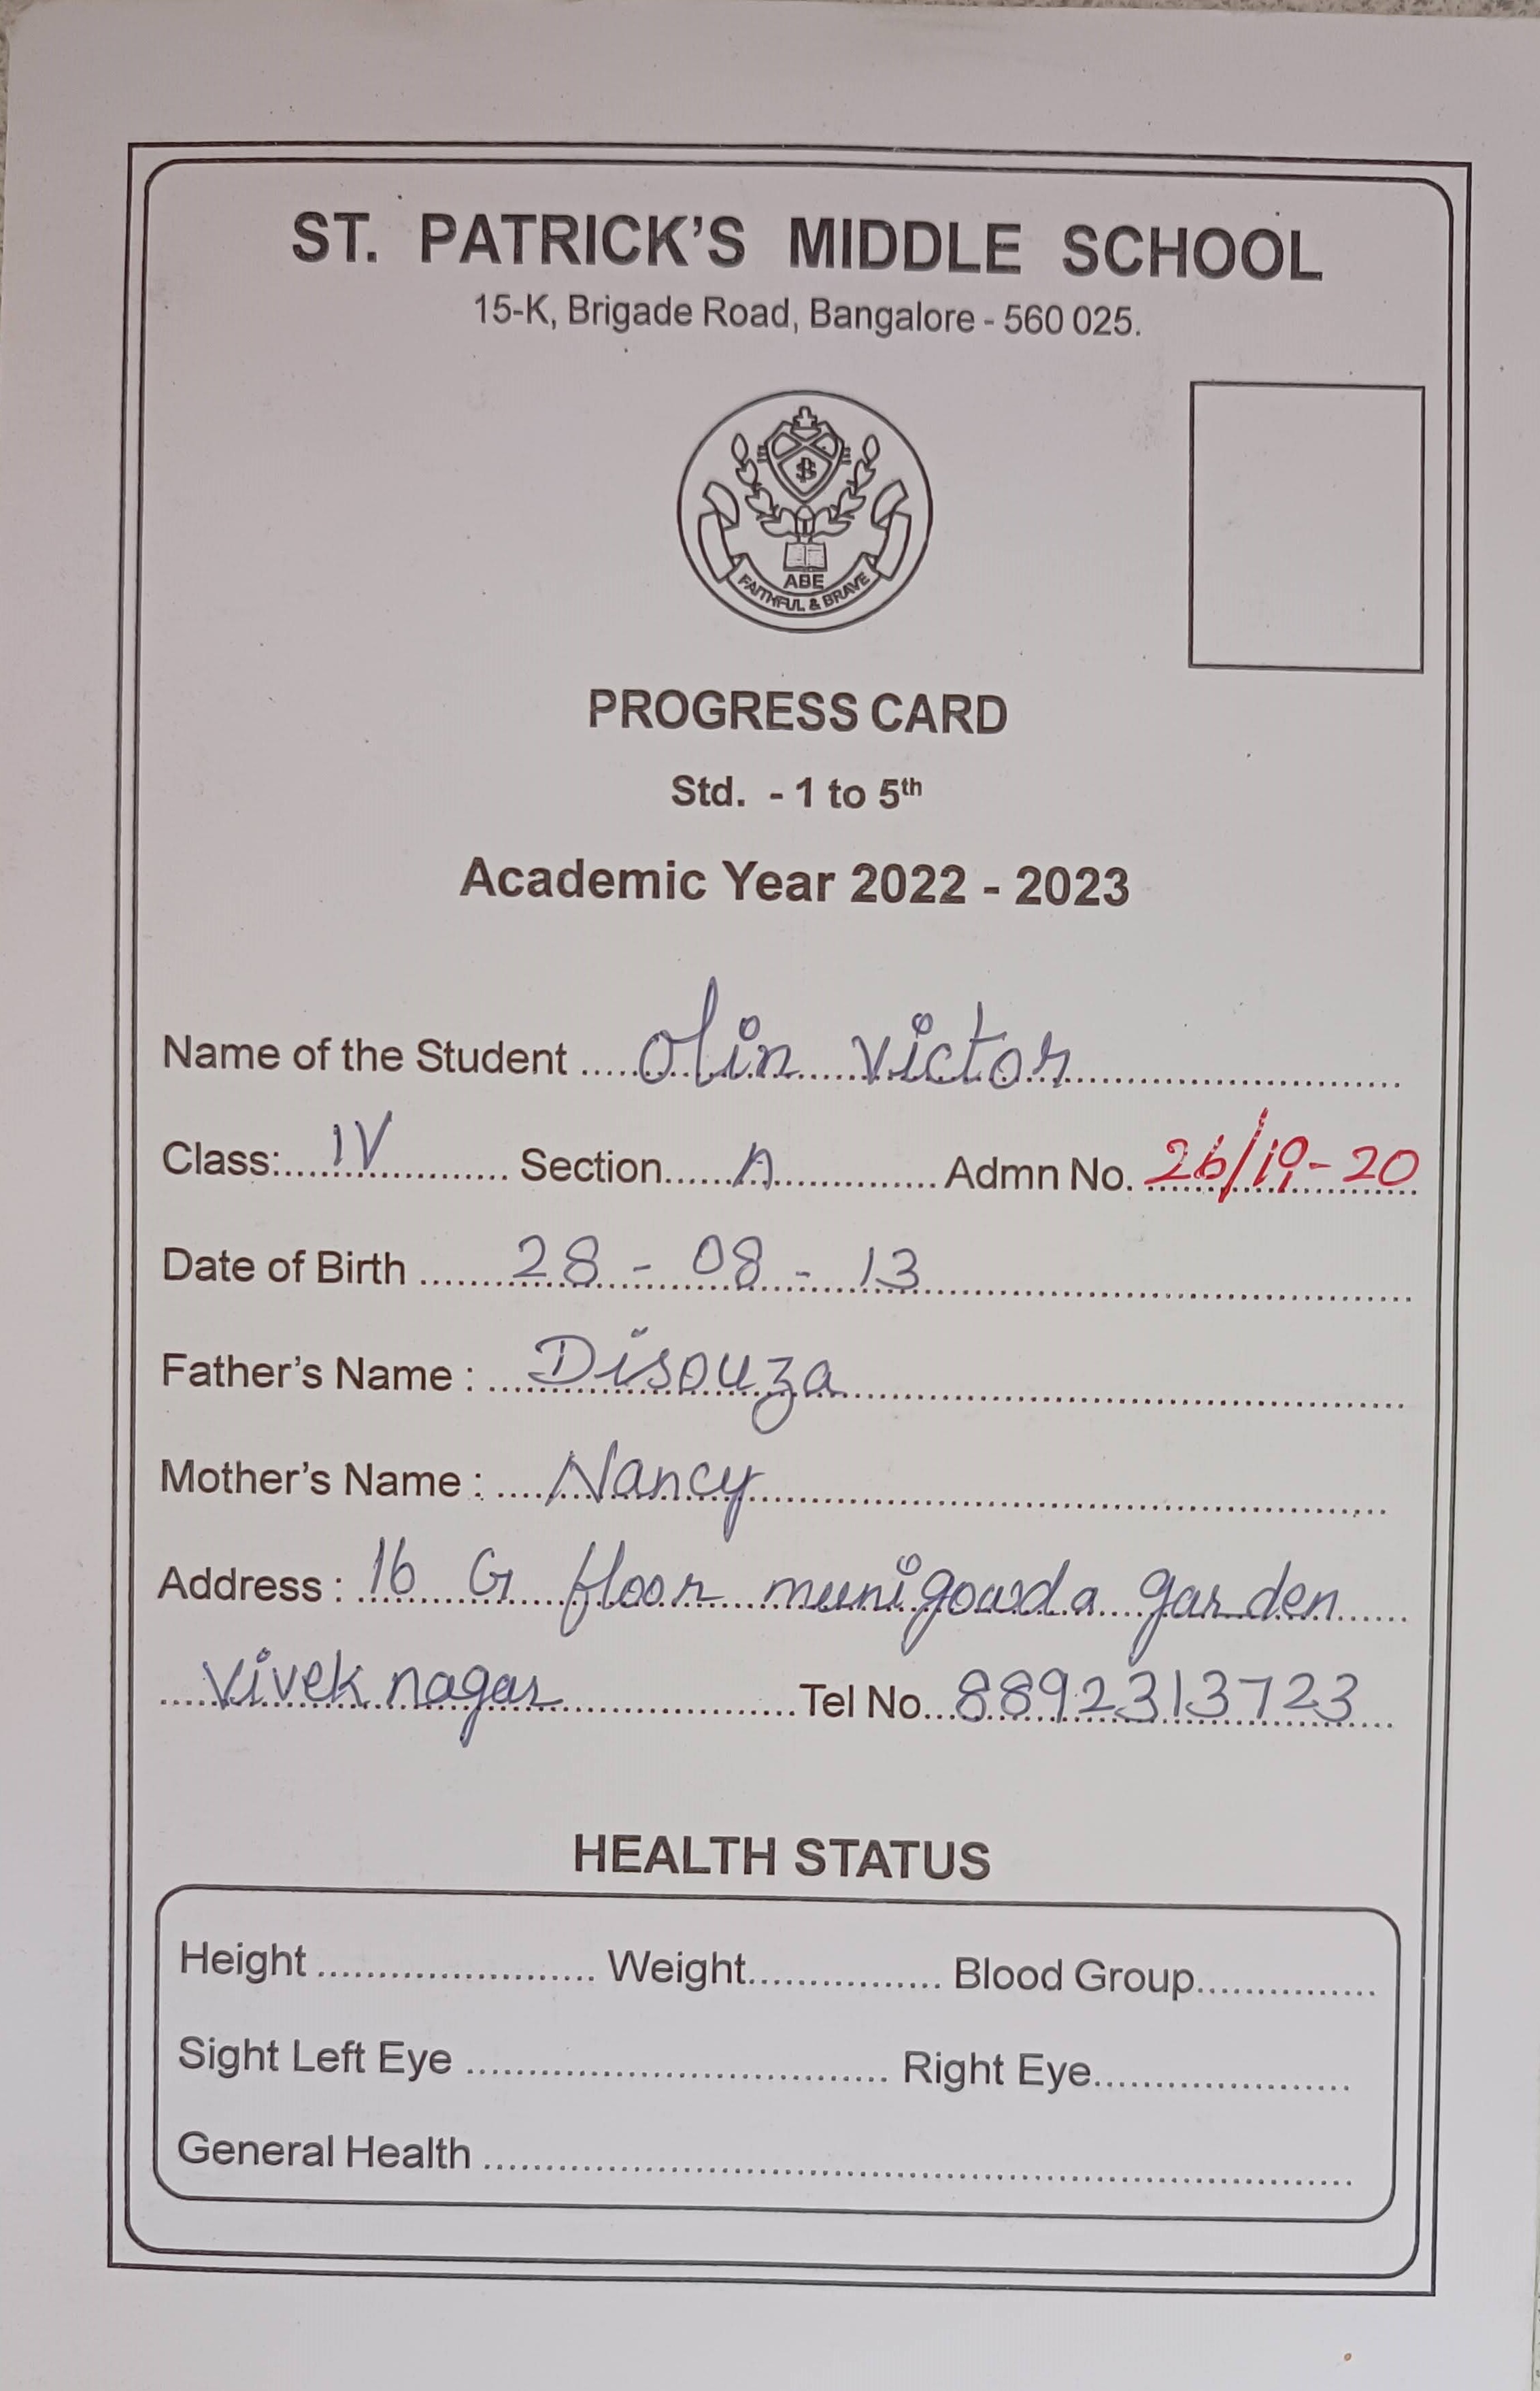 ST. PATRICK'S MIDDLE SCHOOL
15-K, Brigade Road, Bangalore - 560 025.
ABE
FAITHFUL & BRAVE
PROGRESS CARD
Std. - 1 to 5th
Academic Year 2022 - 2023
Name of the Student ..... Olin Victor
Class: IV Section A Admn No. 26/19-20
Date of Birth 28 - 08 - 13
Father's Name : Disouza
Mother's Name : Nancy
Address : 16 G floor munigowda garden
Vivek nagar Tel No. 8892313723
HEALTH STATUS
Height Weight Blood Group
Sight Left Eye Right Eye
General Health